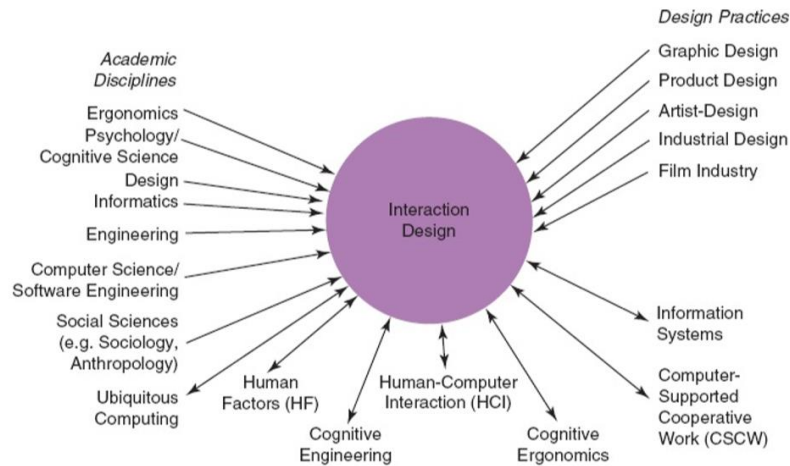 Academic
Disciplines
Ergonomics
Psychology/
Cognitive Science
Design
Informatics
Engineering
Computer Science/
Software Engineering
Social Sciences
(e.g. Sociology,
Anthropology)
Ubiquitous
Computing
Human
Factors (HF)
Cognitive
Engineering
Human-Computer
Interaction (HCI)
Cognitive
Ergonomics
Interaction
Design
Design Practices
Graphic Design
Product Design
Artist-Design
Industrial Design
Film Industry
Information
Systems
Computer-
Supported
Cooperative
Work (CSCW)